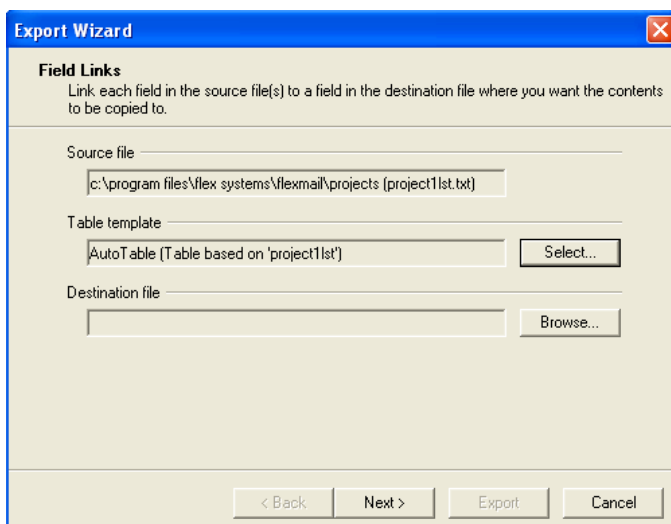 Export Wizard
Field Links
Link each field in the source file(s) to a field in the destination file where you want the contents
to be copied to.
Source file
c:\program files\flex systems\flexmail\projects (project1lst.txt)
Table template
AutoTable (Table based on 'project1lst')
Select...
Destination file
Browse...
< Back Next > Export Cancel